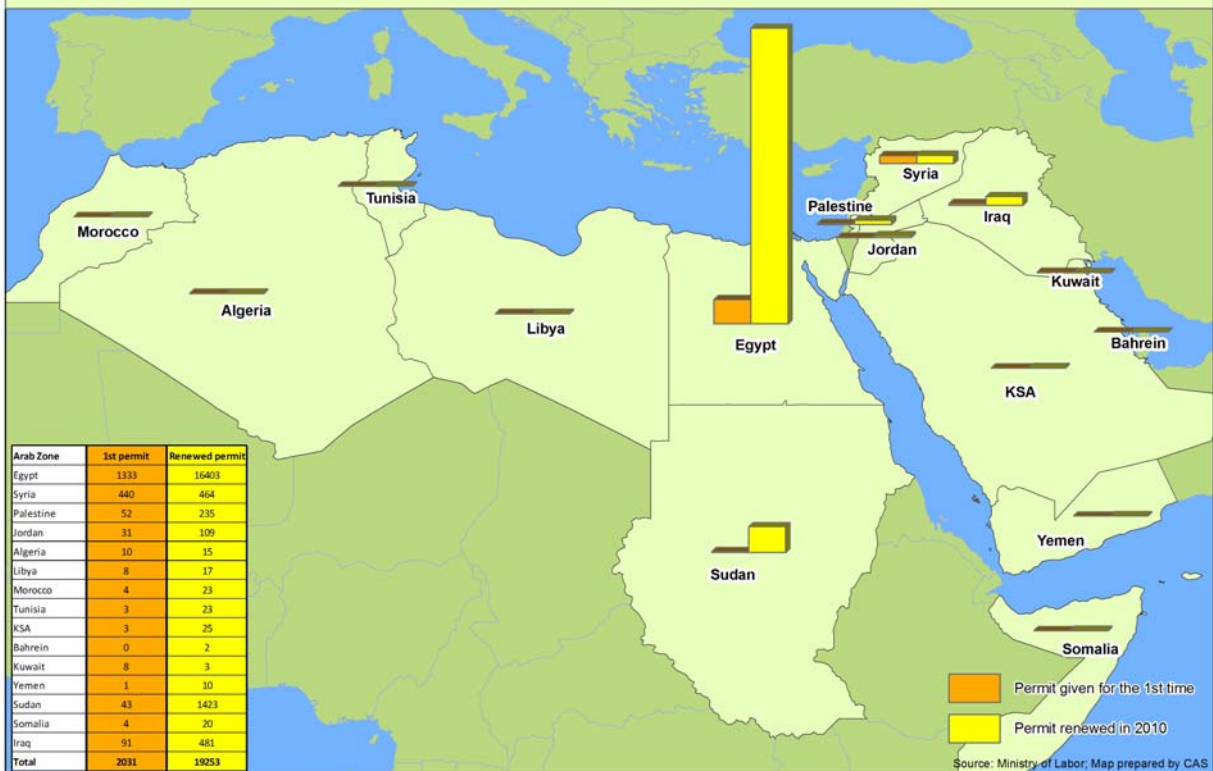 Syria
Palestine
Tunisia
Iraq
Morocco
Jordan
Kuwait
Algeria
Libya
Egypt
Bahrein
KSA
Arab Zone 1st permit Renewed permit
Egypt 1333 16403
Syria 440 464
Palestine 52 235
Jordan 31 109
Algeria 10 15
Libya 8 17
Morocco 4 23
Tunisia 3 23
KSA 3 25
Bahrein 0 2
Kuwait 8 3
Yemen 1 10
Sudan 43 1423
Somalia 4 20
Iraq 91 481
Total 2031 19253
Yemen
Sudan
Somalia
Permit given for the 1st time
Permit renewed in 2010
Source: Ministry of Labor; Map prepared by CAS